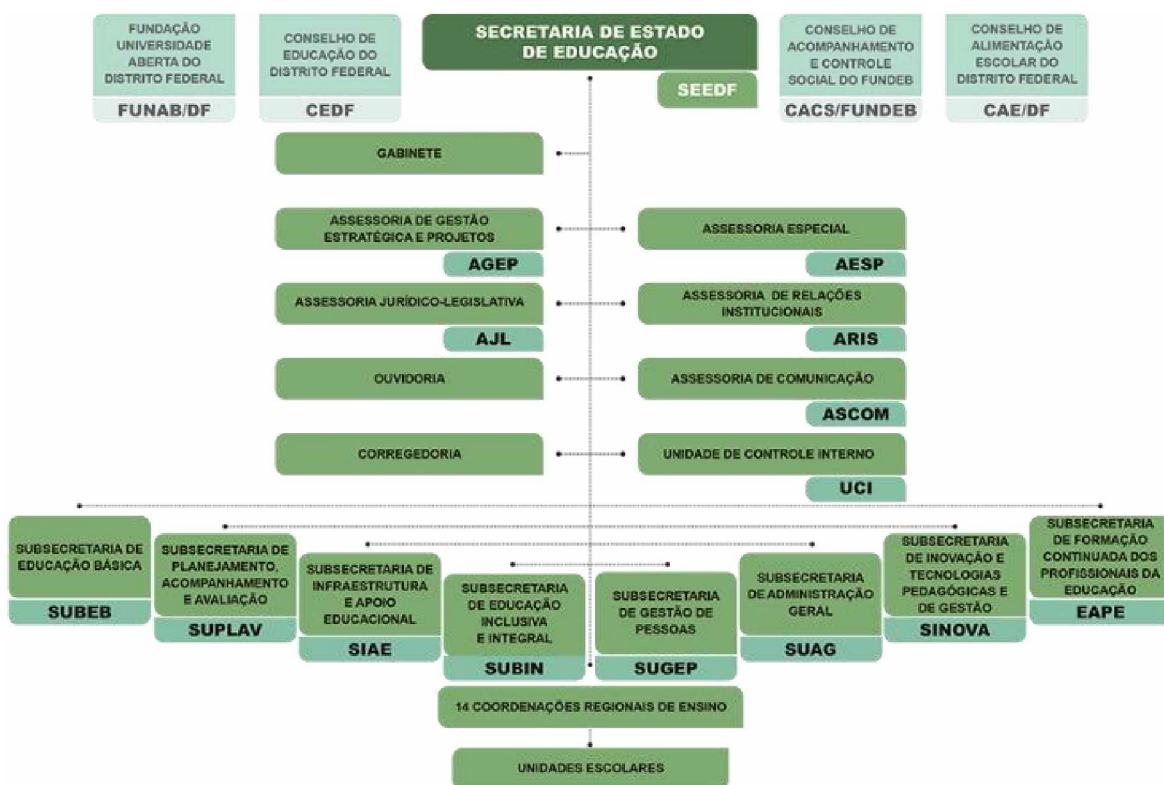 FUNDAÇÃO
UNIVERSIDADE
ABERTA DO
DISTRITO FEDERAL
FUNAB/DF
CONSELHO DE
EDUCAÇÃO DO
DISTRITO FEDERAL
CEDF
SECRETARIA DE ESTADO
DE EDUCAÇÃO
SEEDF
CONSELHO DE
ACOMPANHAMENTO
E CONTROLE
SOCIAL DO FUNDEB
CACS/FUNDEB
CONSELHO DE
ALIMENTAÇÃO
ESCOLAR DO
DISTRITO FEDERAL
CAE/DF
GABINETE
ASSESSORIA DE GESTÃO
ESTRATÉGICA E PROJETOS
AGEP
ASSESSORIA ESPECIAL
AESP
ASSESSORIA JURÍDICO-LEGISLATIVA
AJL
ASSESSORIA DE RELAÇÕES
INSTITUCIONAIS
ARIS
OUVIDORIA
ASSESSORIA DE COMUNICAÇÃO
ASCOM
CORREGEDORIA
UNIDADE DE CONTROLE INTERNO
UCI
SUBSECRETARIA DE
EDUCAÇÃO BÁSICA
SUBEB
SUBSECRETARIA DE
PLANEJAMENTO,
ACOMPANHAMENTO
E AVALIAÇÃO
SUPLAV
SUBSECRETARIA DE
INFRAESTRUTURA
E APOIO
EDUCACIONAL
SIAE
SUBSECRETARIA
DE EDUCAÇÃO
INCLUSIVA
E INTEGRAL
SUBIN
SUBSECRETARIA
DE GESTÃO DE
PESSOAS
SUGEP
SUBSECRETARIA
DE ADMINISTRAÇÃO
GERAL
SUAG
SUBSECRETARIA
DE INOVAÇÃO E
TECNOLOGIAS
PEDAGÓGICAS E
DE GESTÃO
SINOVA
SUBSECRETARIA
DE FORMAÇÃO
CONTINUADA DOS
PROFISSIONAIS DA
EDUCAÇÃO
EAPE
14 COORDENAÇÕES REGIONAIS DE ENSINO
UNIDADES ESCOLARES